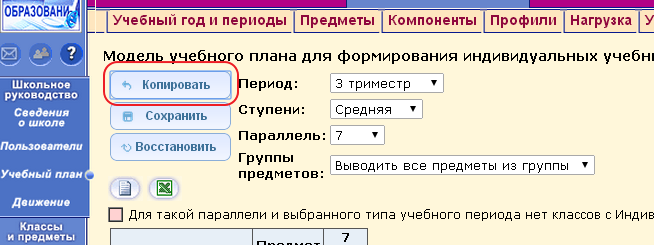 ОБРАЗОВАНИ
Учебный год и периоды Предметы Компоненты Профили Нагрузка У
Модель учебного плана для формирования индивидуальных учебн
Школьное
руководство
Сведения
о школе
Пользователи
Учебный план
Движение
Классы
и предметы
Копировать
Сохранить
Восстановить
Период: 3 триместр
Ступени: Средняя
Параллель: 7
Группы
предметов: Выводить все предметы из группы
Для такой параллели и выбранного типа учебного периода нет классов с Индив
Предмет 7